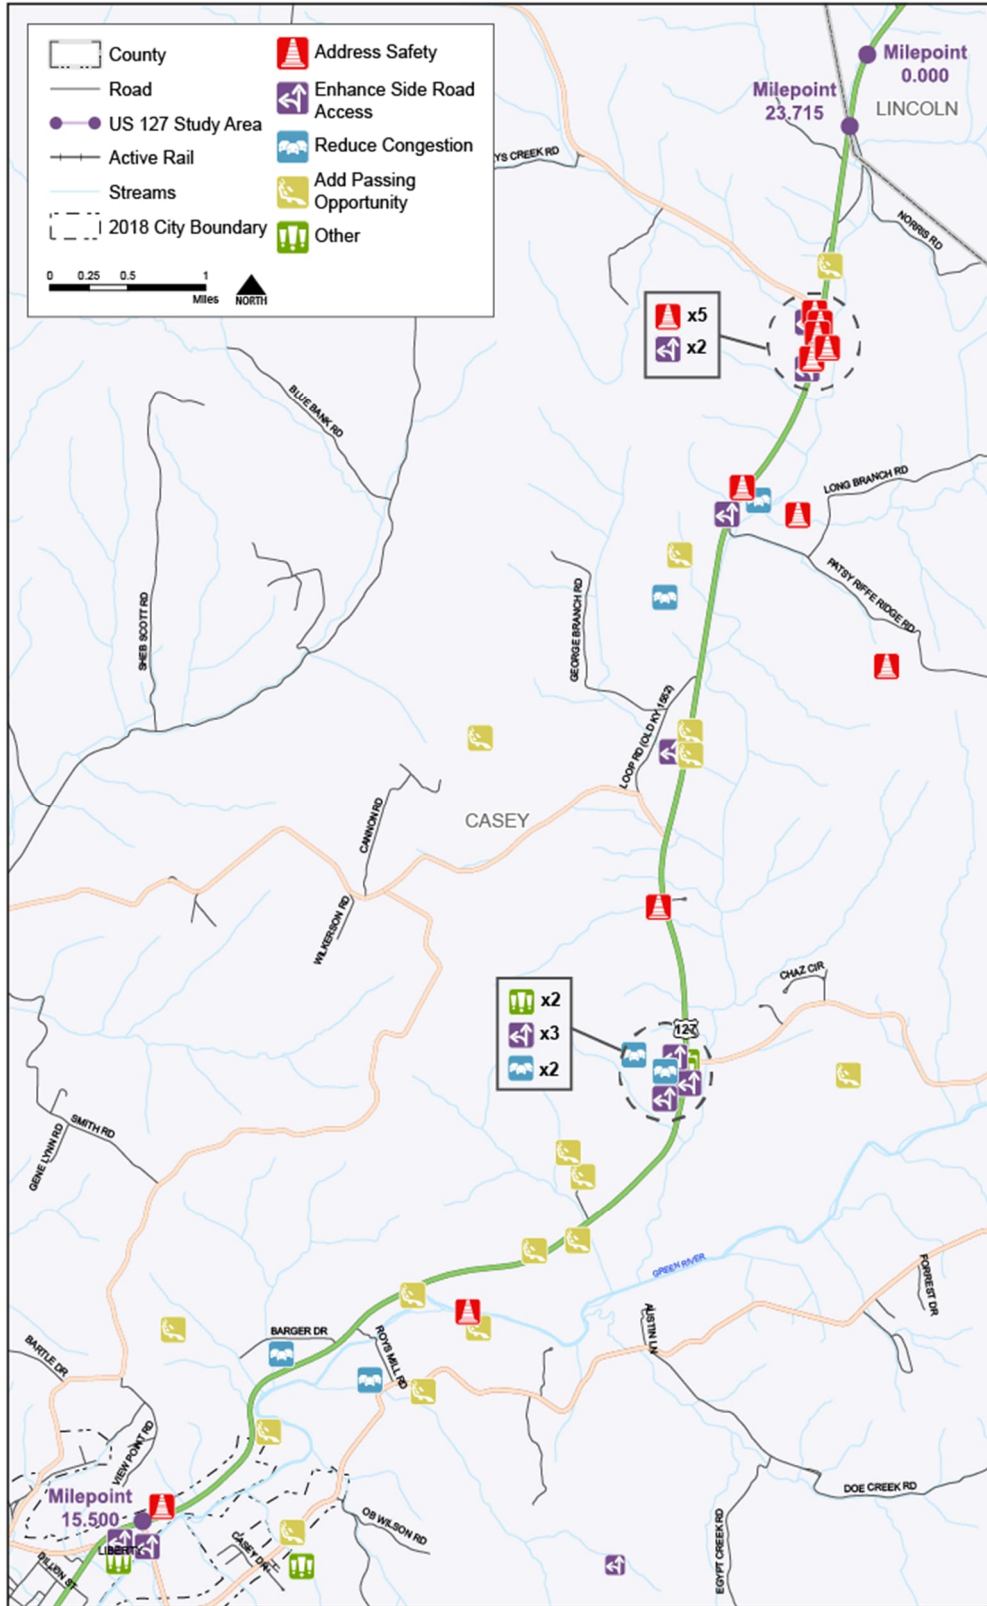 County
Road
US 127 Study Area
Active Rail
Streams
2018 City Boundary
0 0.25 0.5 1
Miles
NORTH
Address Safety
Enhance Side Road
Access
Reduce Congestion
Add Passing
Opportunity
Other
Milepoint
0.000
Milepoint
23.715
LINCOLN
YS CREEK RD
NORRIS RD
x5
x2
BLUE BANK RD
LONG BRANCH RD
PATSY RIFFE RIDGE RD
GEORGE BRANCH RD
SHEB SCOTT RD
LOOP RD (OLD KY 1552)
CASEY
CANNON RD
WILKERSON RD
CHAZ CIR
x2
x3
x2
127
SMITH RD
GENE LYNN RD
GREEN RIVER
FORREST DR
AUSTIN LN
BARGER DR
ROYS MILL RD
BARTLE DR
VIEW POINT RD
Milepoint
15.500
LIBERTY
DILLON ST
CASEY DR
OB WILSON RD
DOE CREEK RD
EGYPT CREEK RD